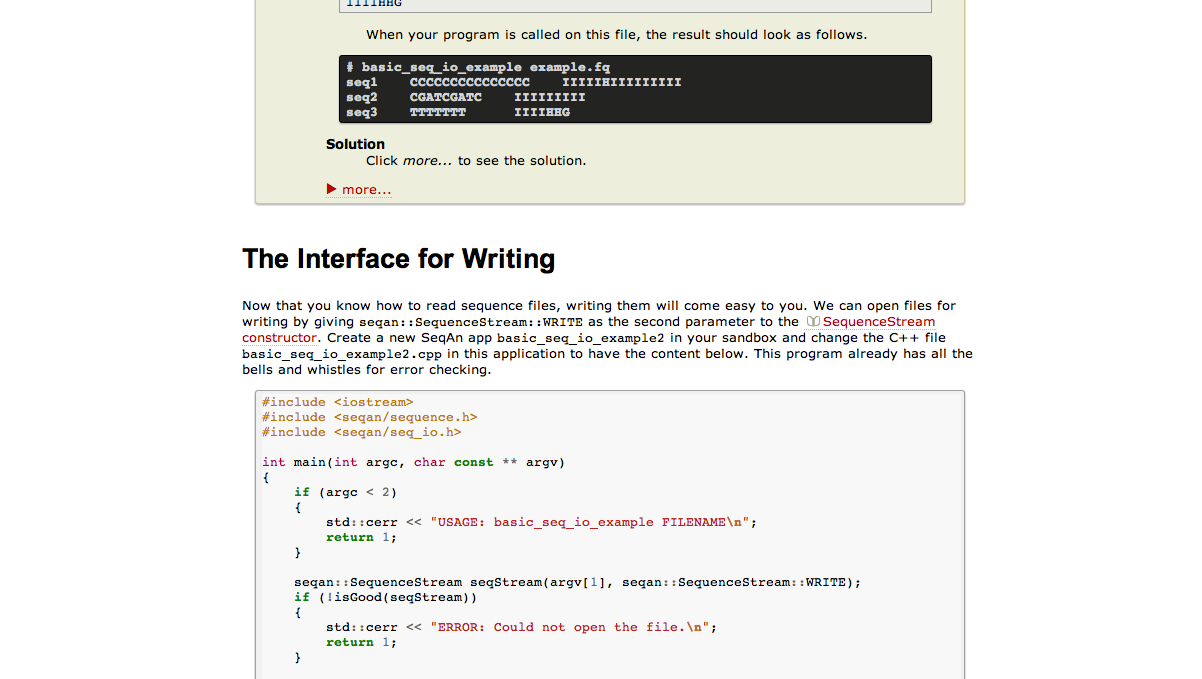 IIIIHHG
When your program is called on this file, the result should look as follows.
# basic_seq_io_example example.fq
seq1    CCCCCCCCCCCCCCC    IIIIIHIIIIIIIII
seq2    CGATCGATC    IIIIIIIII
seq3    TTTTTTT      IIIIHHG
Solution
Click more... to see the solution.
more...
The Interface for Writing
Now that you know how to read sequence files, writing them will come easy to you. We can open files for
writing by giving seqan::SequenceStream::WRITE as the second parameter to the SequenceStream
constructor. Create a new SeqAn app basic_seq_io_example2 in your sandbox and change the C++ file
basic_seq_io_example2.cpp in this application to have the content below. This program already has all the
bells and whistles for error checking.
#include <iostream>
#include <seqan/sequence.h>
#include <seqan/seq_io.h>
int main(int argc, char const ** argv)
{
    if (argc < 2)
    {
        std::cerr << "USAGE: basic_seq_io_example FILENAME\n";
        return 1;
    }
    seqan::SequenceStream seqStream(argv[1], seqan::SequenceStream::WRITE);
    if (!isGood(seqStream))
    {
        std::cerr << "ERROR: Could not open the file.\n";
        return 1;
    }